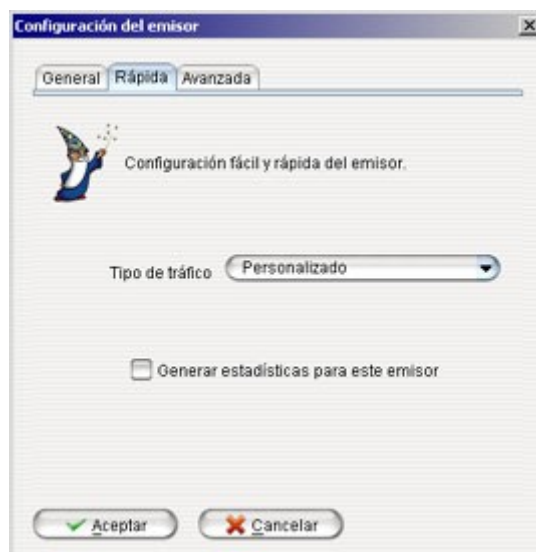 Configuración del emisor
General Rápida Avanzada
Configuración fácil y rápida del emisor.
Tipo de tráfico Personalizado
Generar estadísticas para este emisor
Aceptar Cancelar